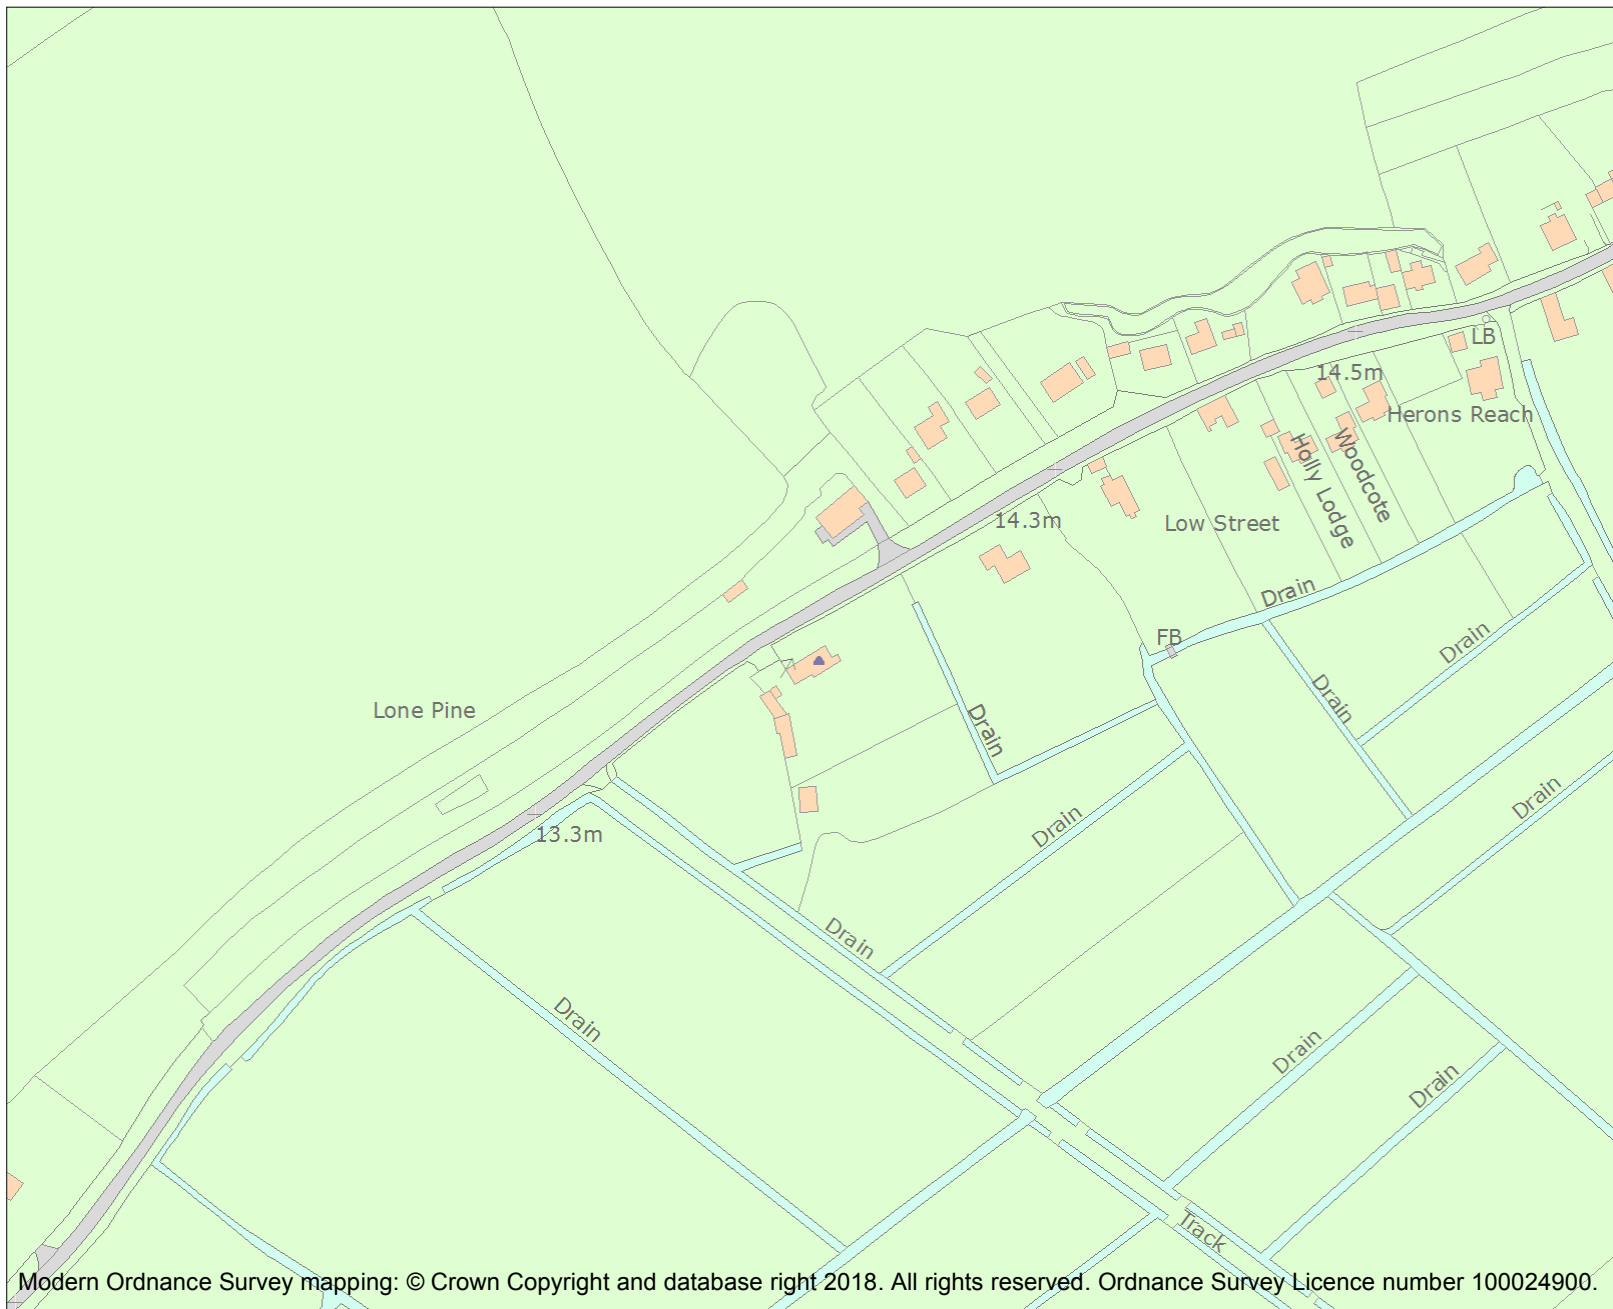 LB
14.5m
Herons Reach
Holly Lodge
Woodcote
14.3m
Low Street
Drain
FB
Drain
Drain
Lone Pine
Drain
Drain
Drain
13.3m
Drain
Drain
Drain
Drain
Track
Modern Ordnance Survey mapping: © Crown Copyright and database right 2018. All rights reserved. Ordnance Survey Licence number 100024900.